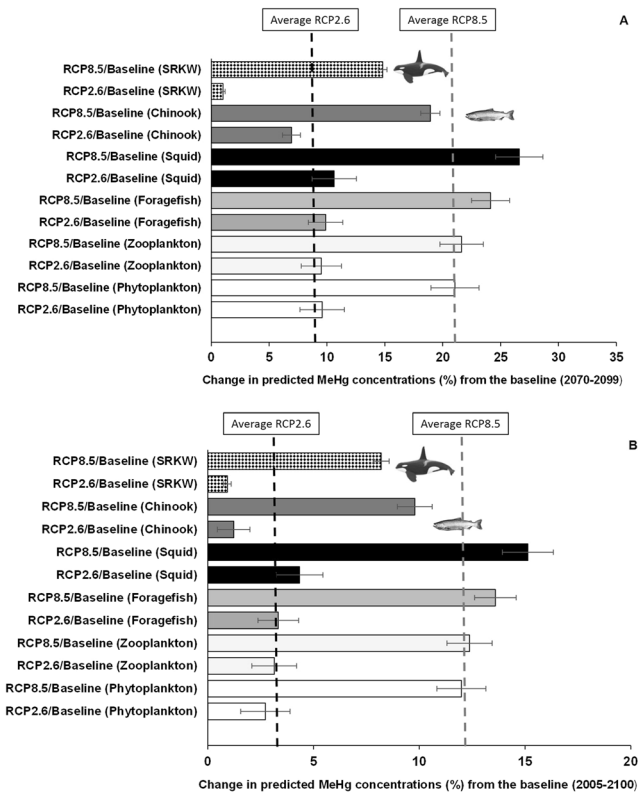 Average RCP2.6
Average RCP8.5
A
RCP8.5/Baseline (SRKW)
RCP2.6/Baseline (SRKW)
RCP8.5/Baseline (Chinook)
RCP2.6/Baseline (Chinook)
RCP8.5/Baseline (Squid)
RCP2.6/Baseline (Squid)
RCP8.5/Baseline (Foragefish)
RCP2.6/Baseline (Foragefish)
RCP8.5/Baseline (Zooplankton)
RCP2.6/Baseline (Zooplankton)
RCP8.5/Baseline (Phytoplankton)
RCP2.6/Baseline (Phytoplankton)
0 5 10 15 20 25 30 35
Change in predicted MeHg concentrations (%) from the baseline (2070-2099)
Average RCP2.6
Average RCP8.5
B
RCP8.5/Baseline (SRKW)
RCP2.6/Baseline (SRKW)
RCP8.5/Baseline (Chinook)
RCP2.6/Baseline (Chinook)
RCP8.5/Baseline (Squid)
RCP2.6/Baseline (Squid)
RCP8.5/Baseline (Foragefish)
RCP2.6/Baseline (Foragefish)
RCP8.5/Baseline (Zooplankton)
RCP2.6/Baseline (Zooplankton)
RCP8.5/Baseline (Phytoplankton)
RCP2.6/Baseline (Phytoplankton)
0 5 10 15 20
Change in predicted MeHg concentrations (%) from the baseline (2005-2100)